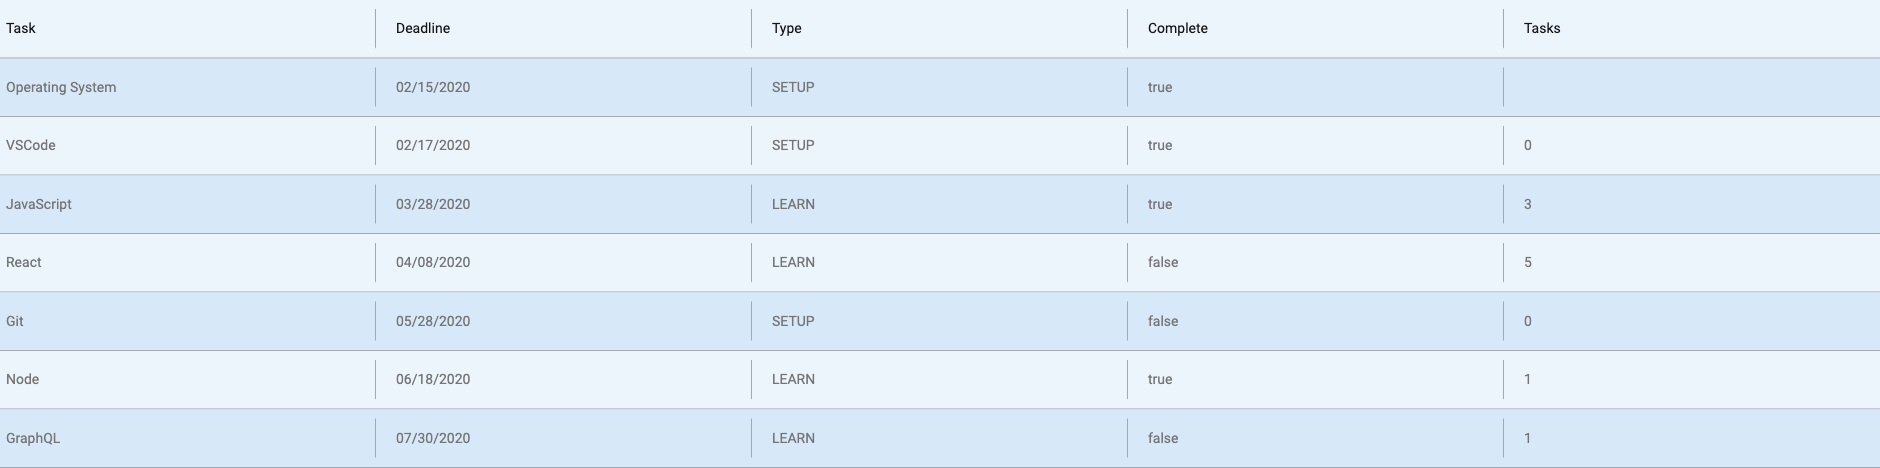 Task Deadline Type Complete Tasks
Operating System 02/15/2020 SETUP true
VSCode 02/17/2020 SETUP true 0
JavaScript 03/28/2020 LEARN true 3
React 04/08/2020 LEARN false 5
Git 05/28/2020 SETUP false 0
Node 06/18/2020 LEARN true 1
GraphQL 07/30/2020 LEARN false 1